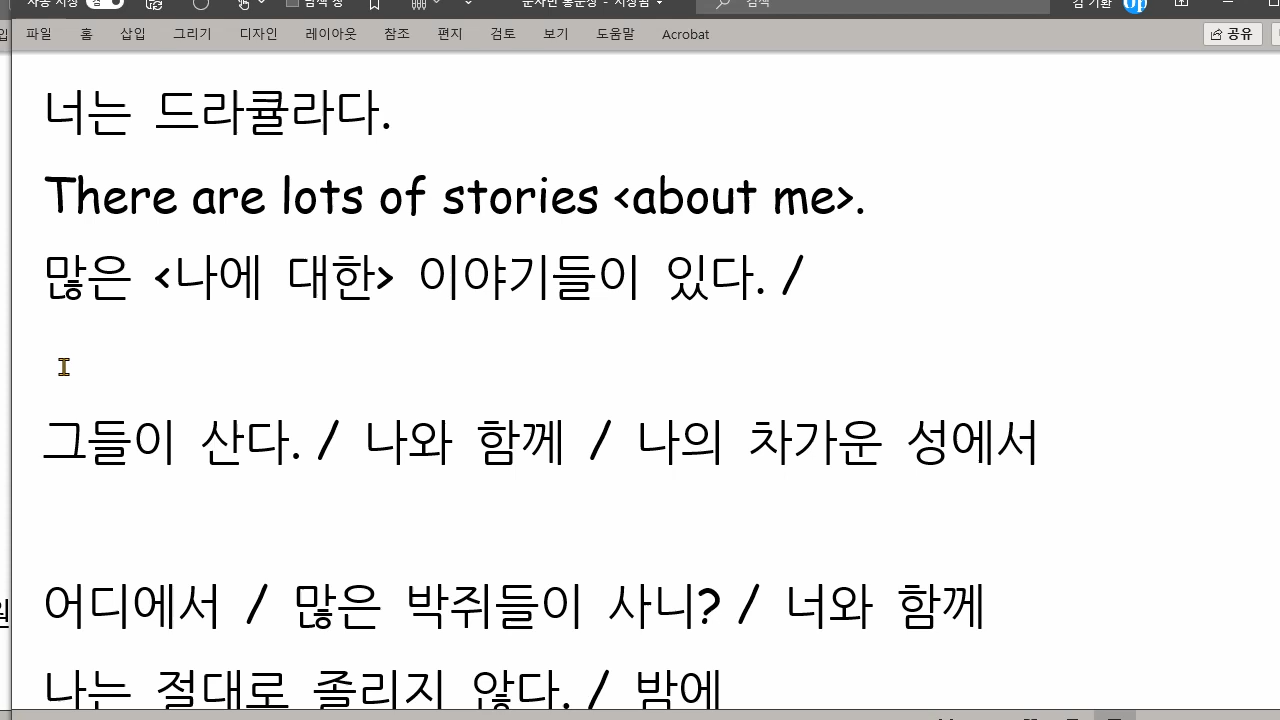 검색
파일 홈 삽입 그리기 디자인 레이아웃 참조 편지 검토 보기 도움말 Acrobat 공유
너는 드라큘라다.
There are lots of stories <about me>.
많은 <나에 대한> 이야기들이 있다. /
그들이 산다. / 나와 함께 / 나의 차가운 성에서
어디에서 / 많은 박쥐들이 사니? / 너와 함께
나는 절대로 졸리지 않다. / 밤에